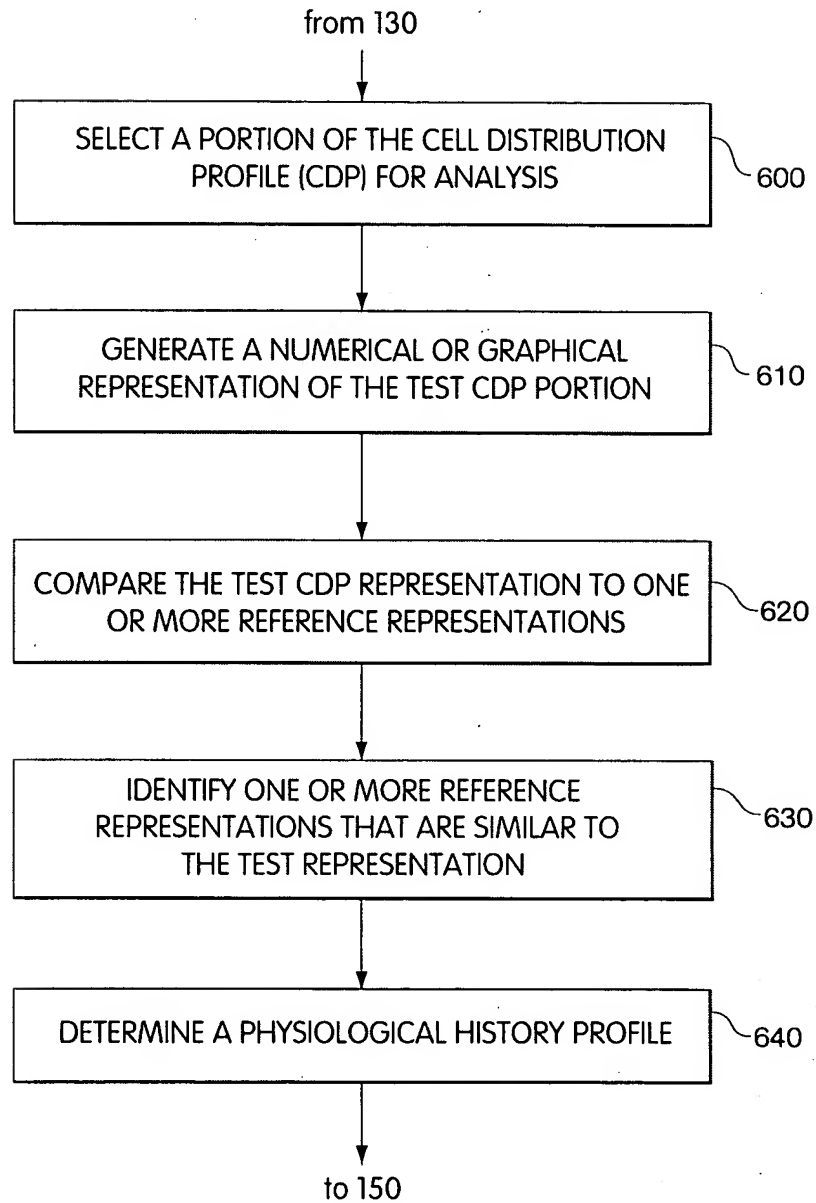 from 130
SELECT A PORTION OF THE CELL DISTRIBUTION
PROFILE (CDP) FOR ANALYSIS
600
GENERATE A NUMERICAL OR GRAPHICAL
REPRESENTATION OF THE TEST CDP PORTION
610
COMPARE THE TEST CDP REPRESENTATION TO ONE
OR MORE REFERENCE REPRESENTATIONS
620
IDENTIFY ONE OR MORE REFERENCE
REPRESENTATIONS THAT ARE SIMILAR TO
THE TEST REPRESENTATION
630
DETERMINE A PHYSIOLOGICAL HISTORY PROFILE
640
to 150